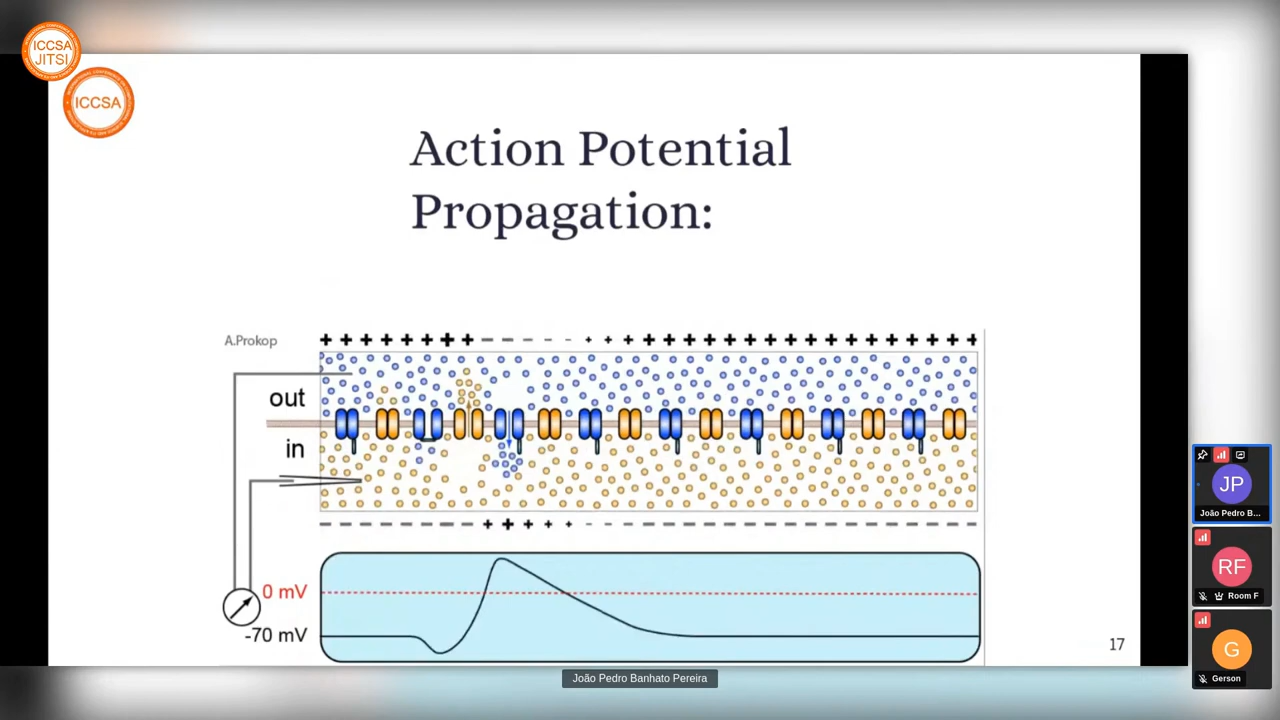 ICCSA
JITSI
ICCSA
Action Potential
Propagation:
A.Prokop
out
in
0 mV
-70 mV
17
JP
João Pedro B...
RF
Room F
G
Gerson
João Pedro Banhato Pereira